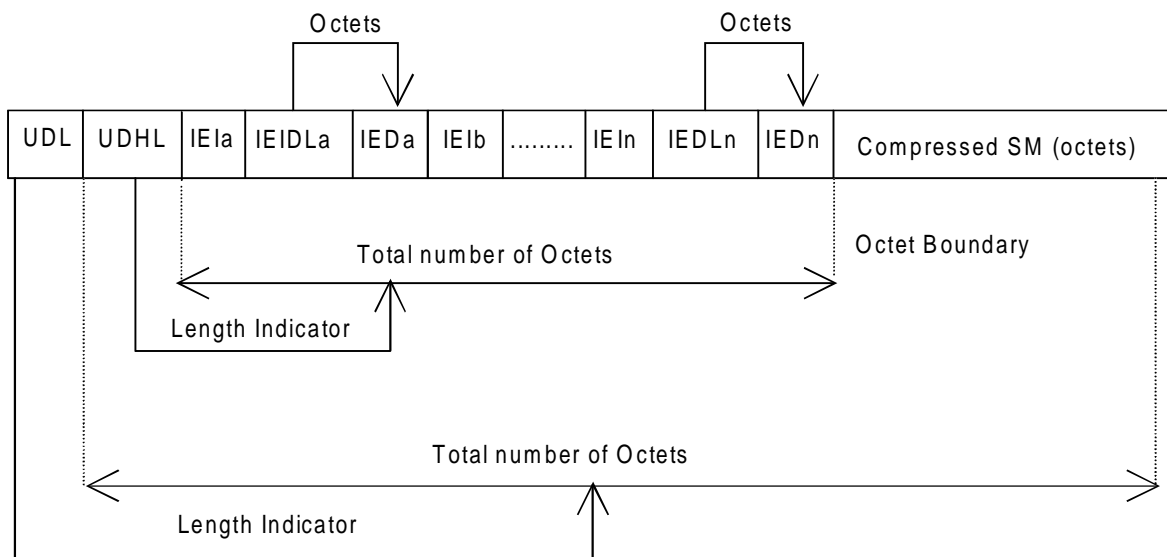 Octets Octets
UDL UDHL IEIa IEIDLa IEDa IEIb ......... IEIn IEDLn IEDn Compressed SM (octets)
Total number of Octets
Octet Boundary
Length Indicator
Total number of Octets
Length Indicator